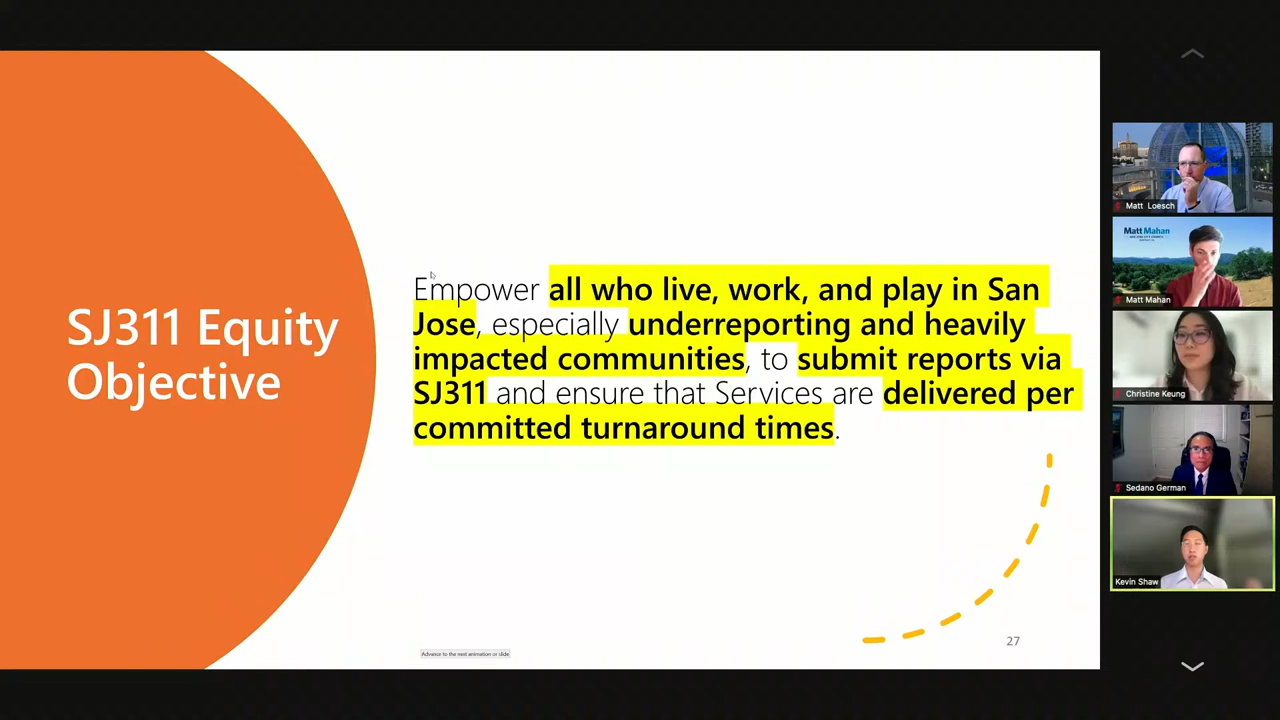 SJ311 Equity
Objective
Empower all who live, work, and play in San
Jose, especially underreporting and heavily
impacted communities, to submit reports via
SJ311 and ensure that Services are delivered per
committed turnaround times.
Advance to the next animation or slide
27
Matt Loesch
Matt Mahan
Matt Mahan
Christine Keung
Sedano German
Kevin Shaw